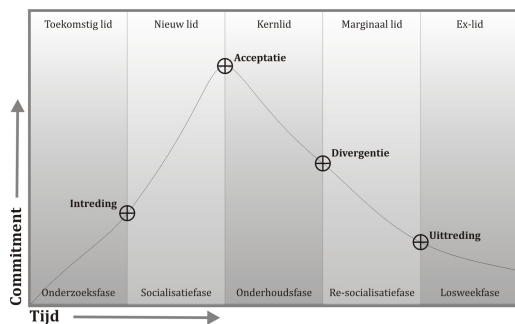 Toekomstig lid
Nieuw lid
Kernlid
Marginaal lid
Ex-lid
Acceptatie
Divergentie
Intreding
Uittreding
Commitment
Onderzoeksfase
Socialisatiefase
Onderhoudsfase
Re-socialisatiefase
Losweekfase
Tijd